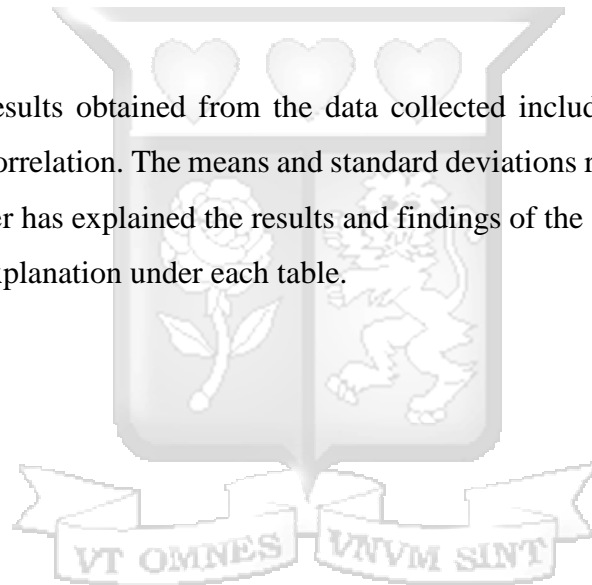 esults obtained from the data collected includ
orrelation. The means and standard deviations r
er has explained the results and findings of the
xplanation under each table.
VT OMNES VNVM SINT